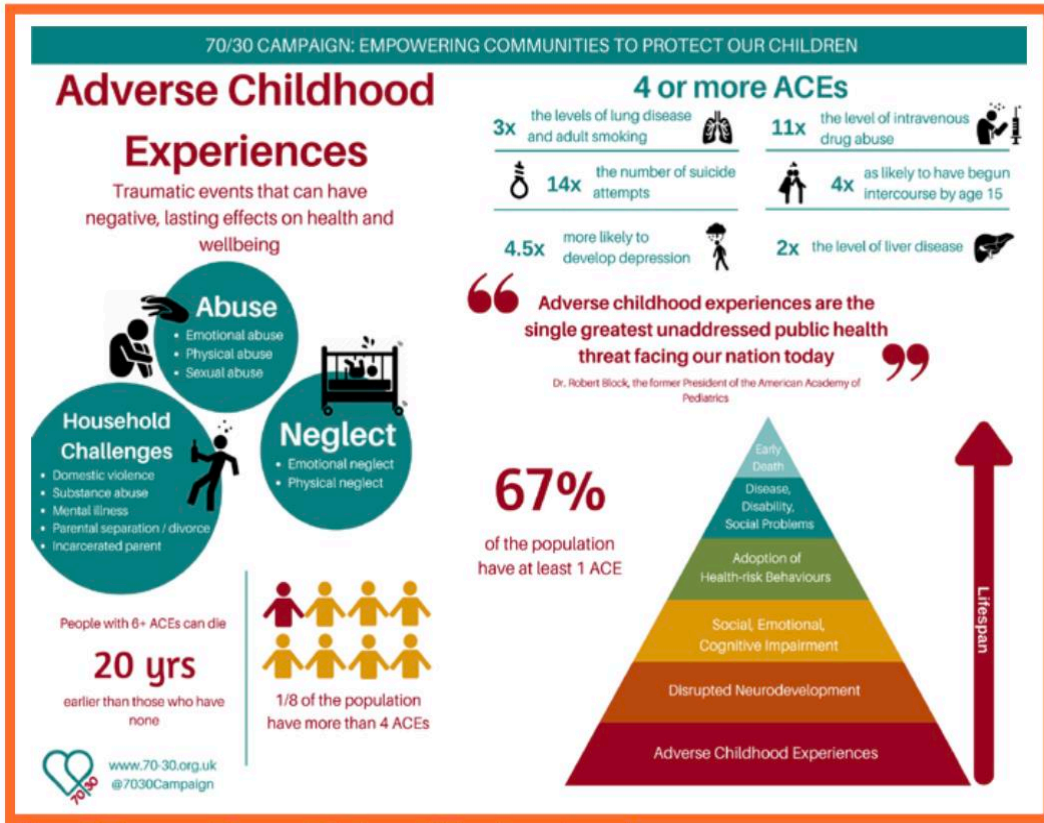 70/30 CAMPAIGN: EMPOWERING COMMUNITIES TO PROTECT OUR CHILDREN
Adverse Childhood
Experiences
Traumatic events that can have
negative, lasting effects on health and
wellbeing
Abuse
• Emotional abuse
• Physical abuse
• Sexual abuse
Household
Challenges
• Domestic violence
• Substance abuse
• Mental illness
• Parental separation / divorce
• Incarcerated parent
Neglect
• Emotional neglect
• Physical neglect
People with 6+ ACEs can die
20 yrs
earlier than those who have
none
1/8 of the population
have more than 4 ACEs
www.70-30.org.uk
@7030Campaign
70/30
4 or more ACEs
3x the levels of lung disease
and adult smoking
11x the level of intravenous
drug abuse
14x the number of suicide
attempts
4x as likely to have begun
intercourse by age 15
4.5x more likely to
develop depression
2x the level of liver disease
“ Adverse childhood experiences are the
single greatest unaddressed public health
threat facing our nation today ”
Dr. Robert Block, the former President of the American Academy of
Pediatrics
67%
of the population
have at least 1 ACE
Early
Death
Disease,
Disability,
Social Problems
Adoption of
Health-risk Behaviours
Social, Emotional,
Cognitive Impairment
Disrupted Neurodevelopment
Adverse Childhood Experiences
Lifespan